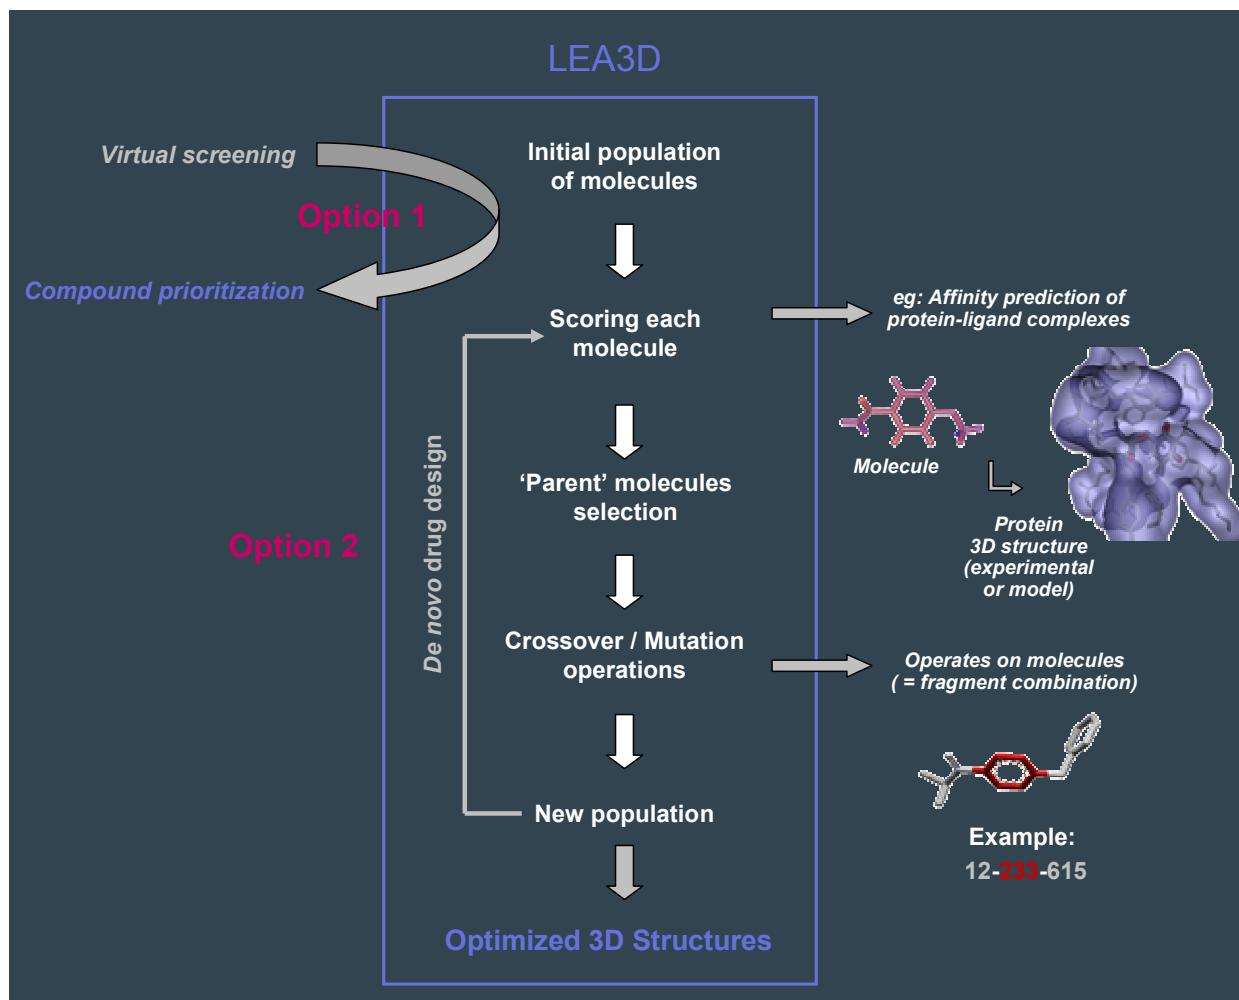 LEA3D
Virtual screening
Option 1
Compound prioritization
Initial population
of molecules
Scoring each
molecule
eg: Affinity prediction of
protein-ligand complexes
Molecule
Protein
3D structure
(experimental
or model)
‘Parent’ molecules
selection
Option 2
De novo drug design
Crossover / Mutation
operations
Operates on molecules
( = fragment combination)
Example:
12-233-615
New population
Optimized 3D Structures